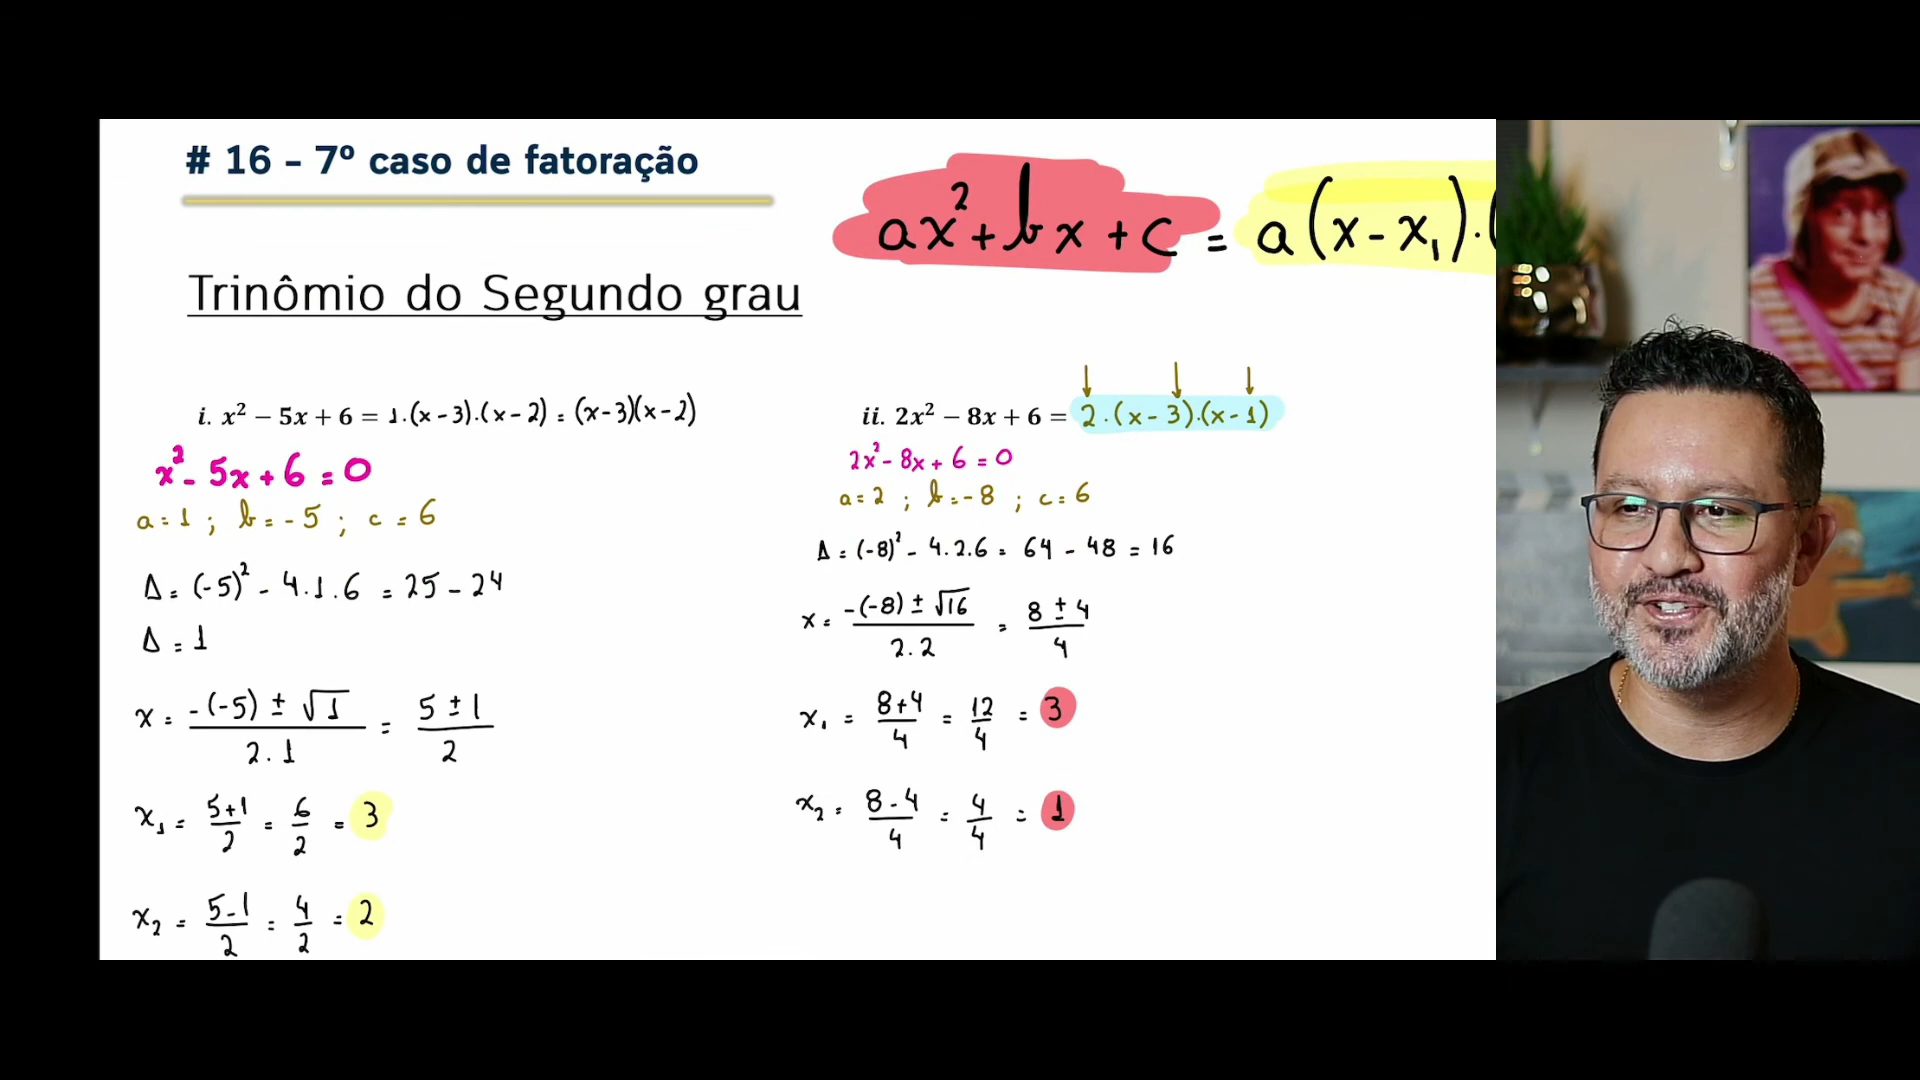 # 16 – 7º caso de fatoração
ax² + bx + c = a(x - x₁).(
Trinômio do Segundo grau
i. x² − 5x + 6 = 1.(x - 3).(x - 2) = (x-3)(x-2)
x² - 5x + 6 = 0
a = 1 ; b = - 5 ; c = 6
Δ = (-5)² - 4.1.6 = 25 - 24
Δ = 1
x = -(-5) ± √1 / 2.1 = 5 ± 1 / 2
x₁ = 5+1 / 2 = 6 / 2 = 3
x₂ = 5-1 / 2 = 4 / 2 = 2
ii. 2x² − 8x + 6 = 2.(x - 3).(x - 1)
2x² - 8x + 6 = 0
a = 2 ; b = - 8 ; c = 6
Δ = (-8)² - 4.2.6 = 64 - 48 = 16
x = -(-8) ± √16 / 2.2 = 8 ± 4 / 4
x₁ = 8+4 / 4 = 12 / 4 = 3
x₂ = 8-4 / 4 = 4 / 4 = 1